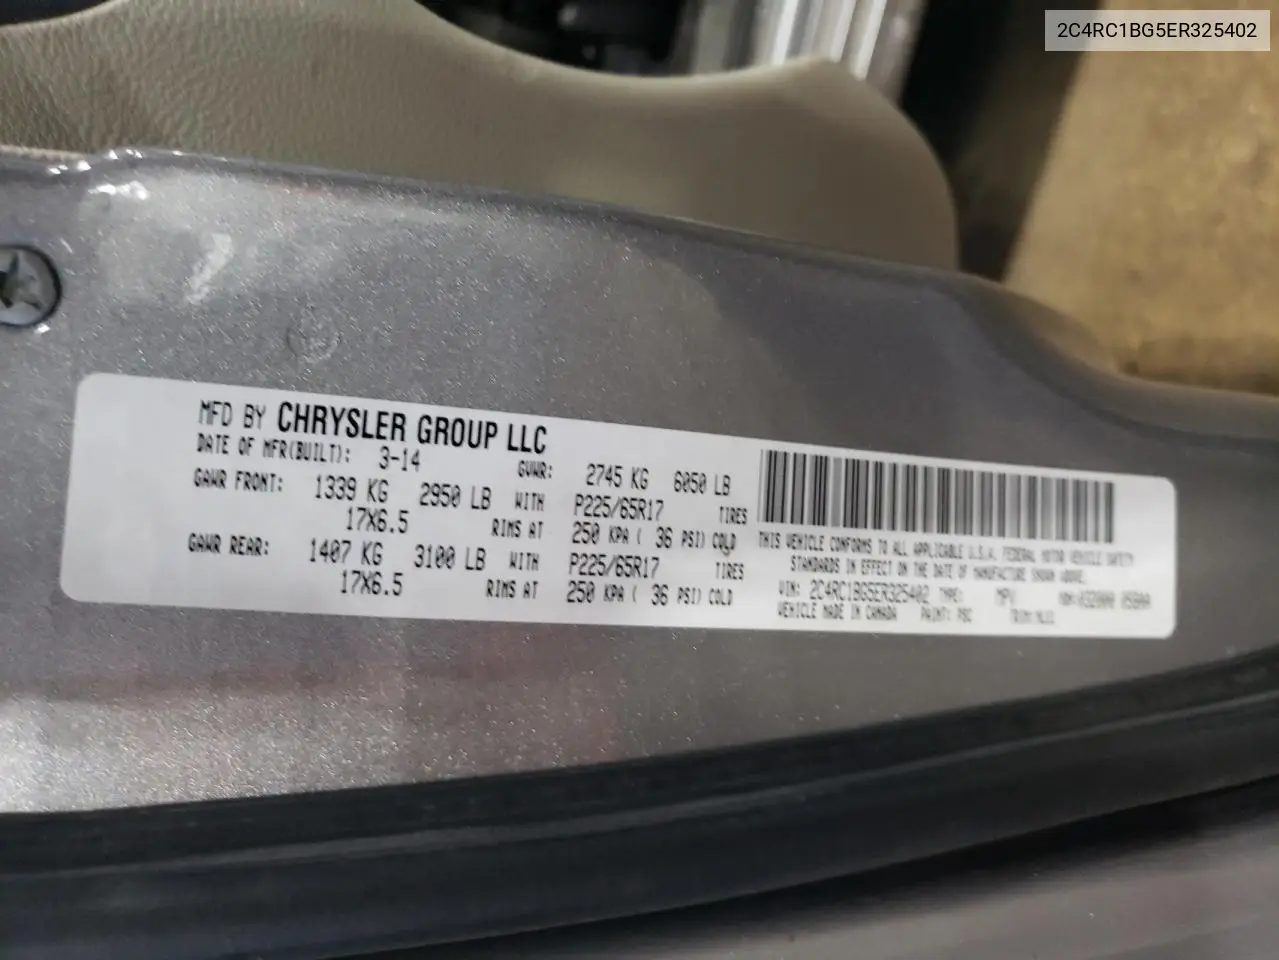 2C4RC1BG5ER325402
MFD BY CHRYSLER GROUP LLC
DATE OF MFR(BUILT): 3-14 GVWR: 2745 KG 6050 LB
GAWR FRONT: 1339 KG 2950 LB WITH P225/65R17 TIRES
17X6.5 RIMS AT 250 KPA ( 36 PSI) COLD
GAWR REAR: 1407 KG 3100 LB WITH P225/65R17 TIRES
17X6.5 RIMS AT 250 KPA ( 36 PSI) COLD
THIS VEHICLE CONFORMS TO ALL APPLICABLE U.S.A. FEDERAL MOTOR VEHICLE SAFETY
STANDARDS IN EFFECT ON THE DATE OF MANUFACTURE SHOWN ABOVE.
VIN: 2C4RC1BG5ER325402 TYPE: MPV
VEHICLE MADE IN CANADA PAINT: PSC TRIM: